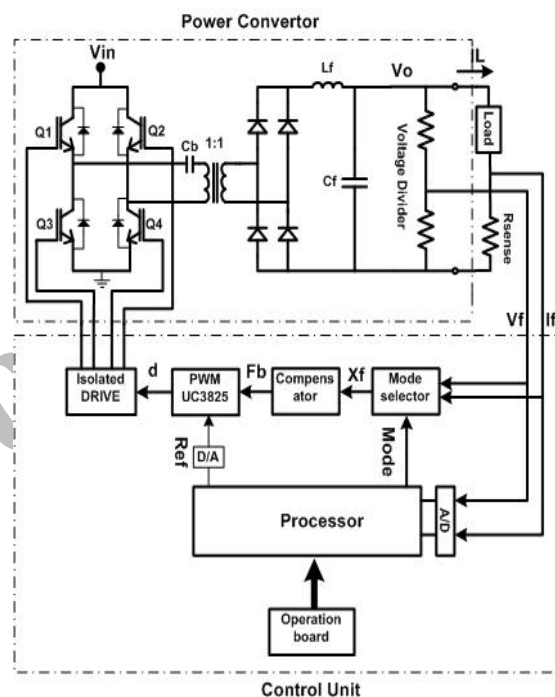 Power Convertor
Vin
IL
Lf
Vo
Q1
Q2
Cb
1:1
Load
Voltage Divider
Cf
Q3
Q4
Rsense
Vf
If
Isolated
DRIVE
d
PWM
UC3825
Fb
Compens
ator
Xf
Mode
selector
Ref
D/A
Mode
Processor
A/D
Operation
board
Control Unit